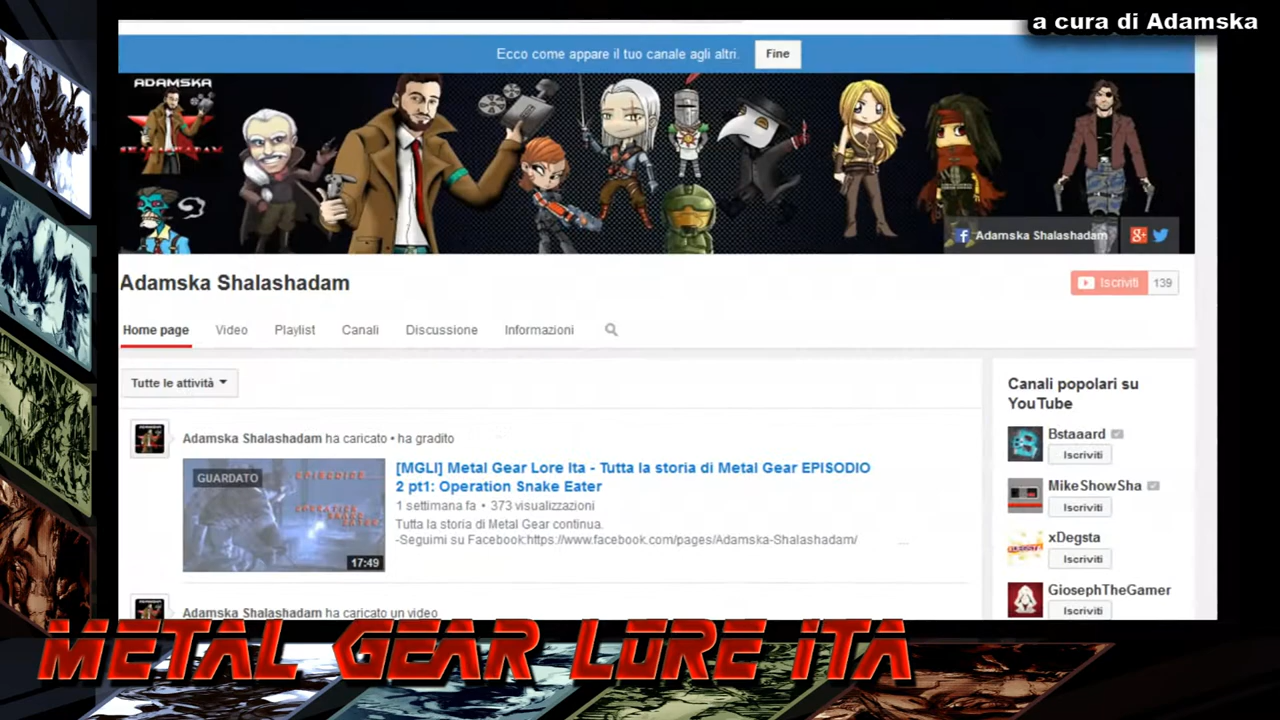 a cura di Adamska
Ecco come appare il tuo canale agli altri.
Fine
ADAMSKA
Adamska Shalashadam
Adamska Shalashadam
Iscriviti
139
Home page
Video
Playlist
Canali
Discussione
Informazioni
Tutte le attività
Canali popolari su
YouTube
Adamska Shalashadam ha caricato • ha gradito
GUARDATO
17:49
[MGLI] Metal Gear Lore Ita - Tutta la storia di Metal Gear EPISODIO
2 pt1: Operation Snake Eater
1 settimana fa • 373 visualizzazioni
Tutta la storia di Metal Gear continua.
-Seguimi su Facebook:https://www.facebook.com/pages/Adamska-Shalashadam/
Bstaaard
Iscriviti
MikeShowSha
Iscriviti
xDegsta
Iscriviti
GiosephTheGamer
Iscriviti
Adamska Shalashadam ha caricato un video
METAL GEAR LORE ITA